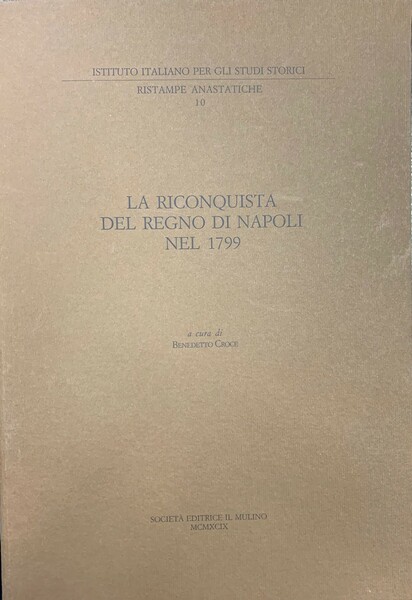 ISTITUTO ITALIANO PER GLI STUDI STORICI
RISTAMPE ANASTATICHE
10
LA RICONQUISTA
DEL REGNO DI NAPOLI
NEL 1799
a cura di
BENEDETTO CROCE
SOCIETÀ EDITRICE IL MULINO
MCMXCIX